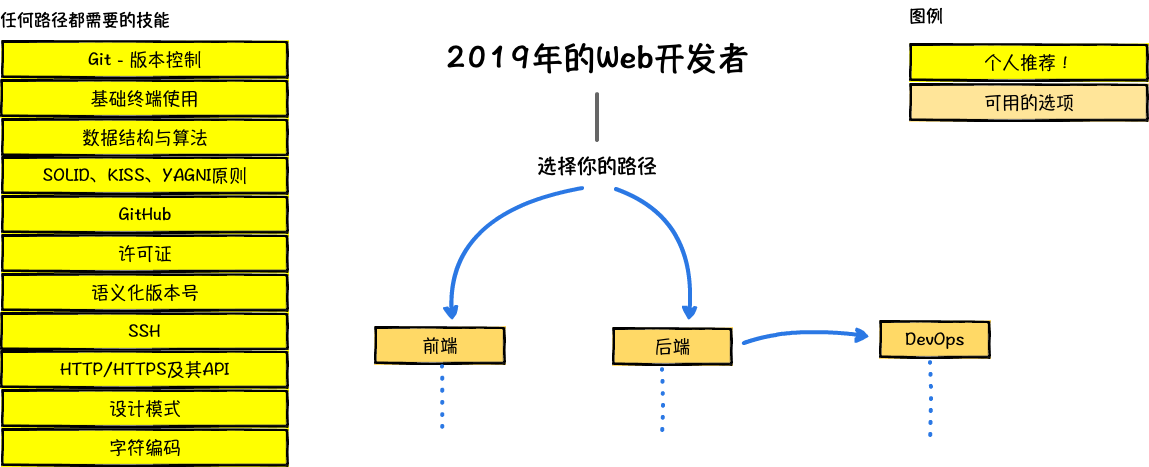 任何路径都需要的技能
Git - 版本控制
基础终端使用
数据结构与算法
SOLID、KISS、YAGNI原则
GitHub
许可证
语义化版本号
SSH
HTTP/HTTPS及其API
设计模式
字符编码
2019年的Web开发者
选择你的路径
前端
后端
DevOps
图例
个人推荐！
可用的选项